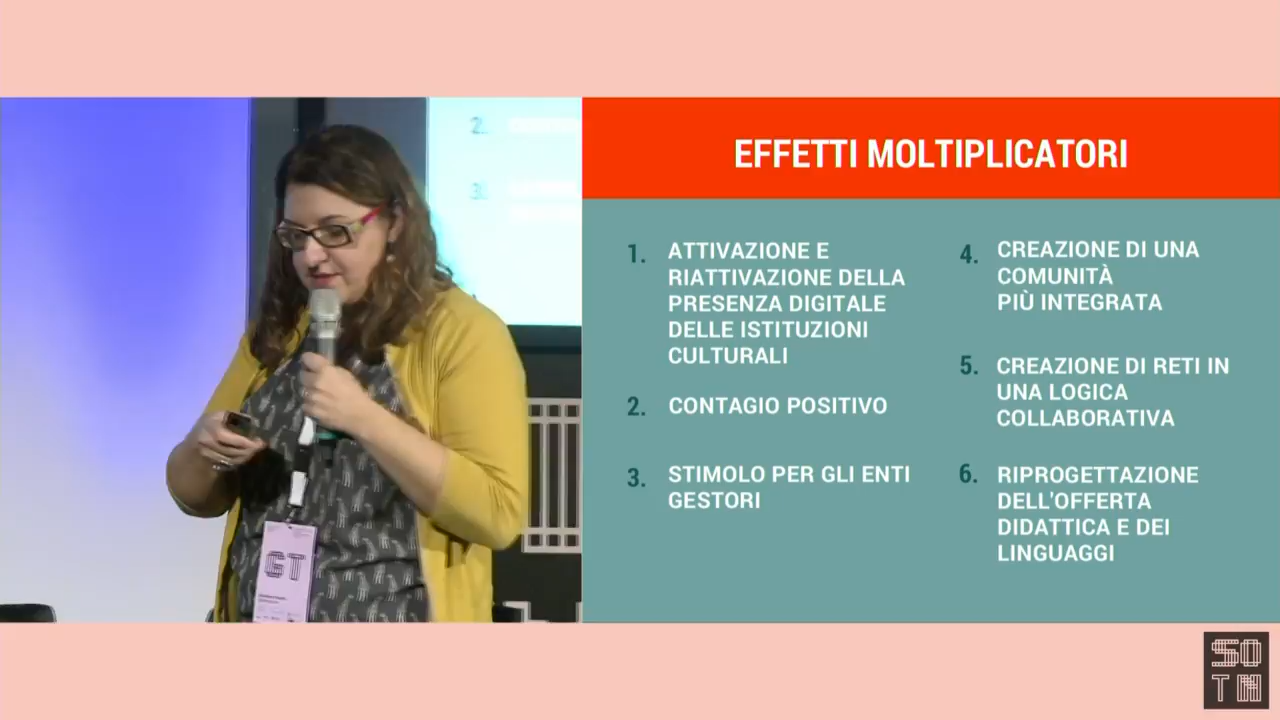 EFFETTI MOLTIPLICATORI
1. ATTIVAZIONE E
RIATTIVAZIONE DELLA
PRESENZA DIGITALE
DELLE ISTITUZIONI
CULTURALI
2. CONTAGIO POSITIVO
3. STIMOLO PER GLI ENTI
GESTORI
4. CREAZIONE DI UNA
COMUNITÀ
PIÙ INTEGRATA
5. CREAZIONE DI RETI IN
UNA LOGICA
COLLABORATIVA
6. RIPROGETTAZIONE
DELL'OFFERTA
DIDATTICA E DEI
LINGUAGGI
2.
3.
GT
SO
TM